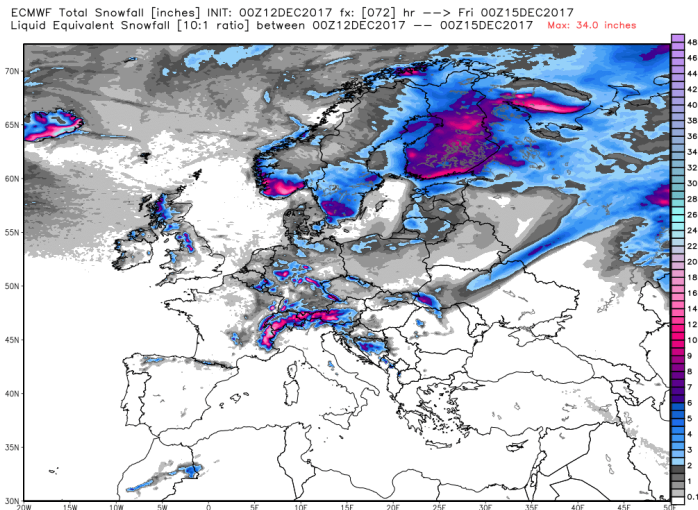 ECMWF Total Snowfall [inches] INIT: 00Z12DEC2017 fx: [072] hr --> Fri 00Z15DEC2017
Liquid Equivalent Snowfall [10:1 ratio] between 00Z12DEC2017 -- 00Z15DEC2017 Max: 34.0 inches
70N
65N
60N
55N
50N
45N
40N
35N
30N
20W 15W 10W 5W 0 5E 10E 15E 20E 25E 30E 35E 40E 45E
48
46
44
42
40
38
36
34
32
30
28
26
24
22
20
18
16
14
12
10
9
8
7
6
5
4
3
2
1
0.1